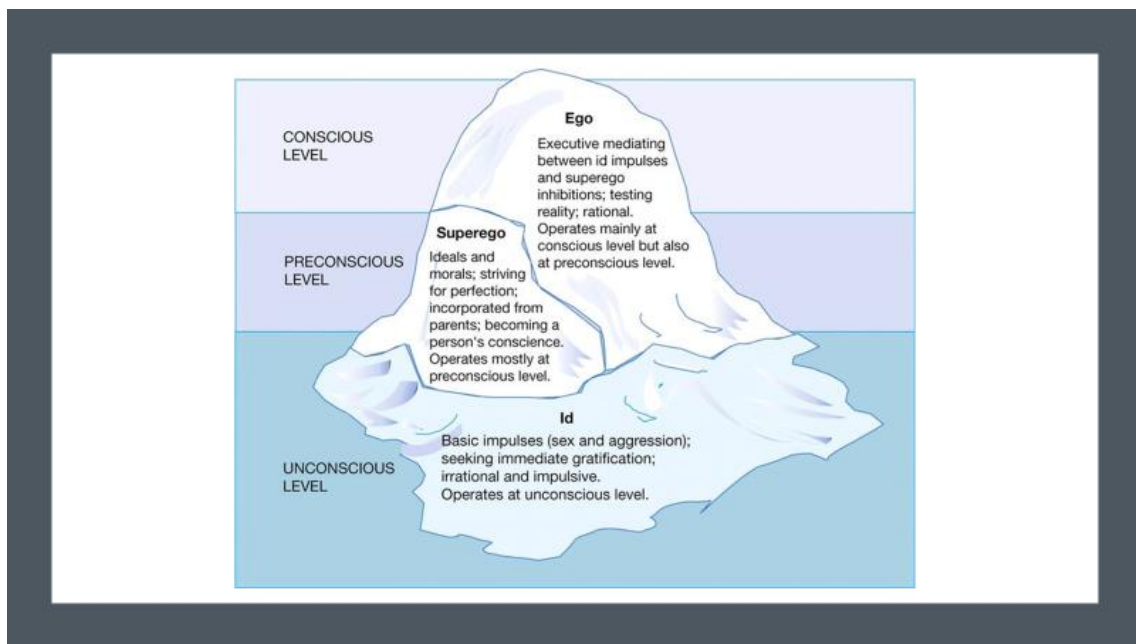 CONSCIOUS
LEVEL
Ego
Executive mediating
between id impulses
and superego
inhibitions; testing
reality; rational.
Operates mainly at
conscious level but also
at preconscious level.
PRECONSCIOUS
LEVEL
Superego
Ideals and
morals; striving
for perfection;
incorporated from
parents; becoming a
person's conscience.
Operates mostly at
preconscious level.
UNCONSCIOUS
LEVEL
Id
Basic impulses (sex and aggression);
seeking immediate gratification;
irrational and impulsive.
Operates at unconscious level.